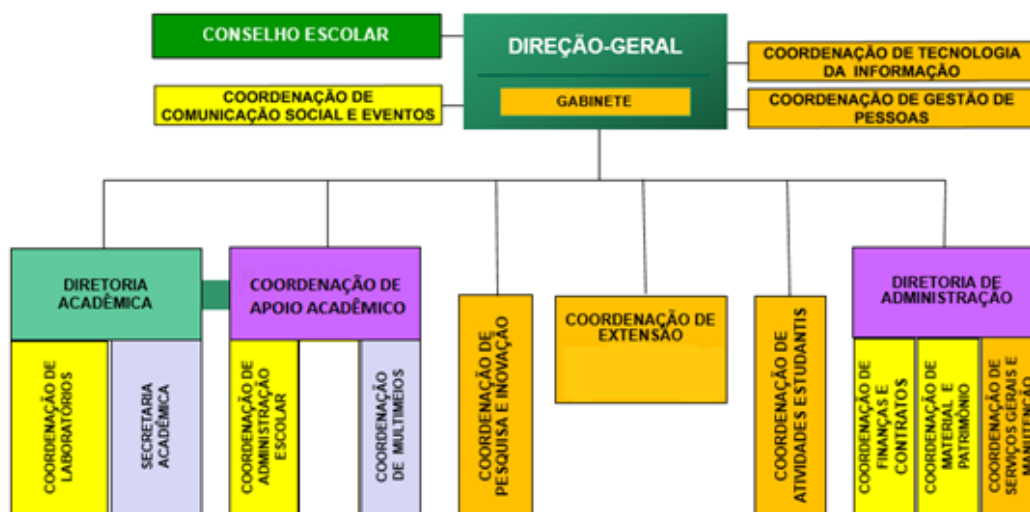 CONSELHO ESCOLAR
DIREÇÃO-GERAL
GABINETE
COORDENAÇÃO DE
COMUNICAÇÃO SOCIAL E EVENTOS
COORDENAÇÃO DE TECNOLOGIA
DA INFORMAÇÃO
COORDENAÇÃO DE GESTÃO DE
PESSOAS
DIRETORIA
ACADÊMICA
COORDENAÇÃO DE
LABORATÓRIOS
SECRETARIA
ACADÊMICA
COORDENAÇÃO DE
APOIO ACADÊMICO
COORDENAÇÃO DE
ADMINISTRAÇÃO
ESCOLAR
COORDENAÇÃO
DE MULTIMEIOS
COORDENAÇÃO DE
PESQUISA E INOVAÇÃO
COORDENAÇÃO DE
EXTENSÃO
COORDENAÇÃO DE
ATIVIDADES ESTUDANTIS
DIRETORIA DE
ADMINISTRAÇÃO
COORDENAÇÃO DE
FINANÇAS E
CONTRATOS
COORDENAÇÃO DE
MATERIAL E
PATRIMÔNIO
COORDENAÇÃO DE
SERVIÇOS GERAIS E
MANUTENÇÃO